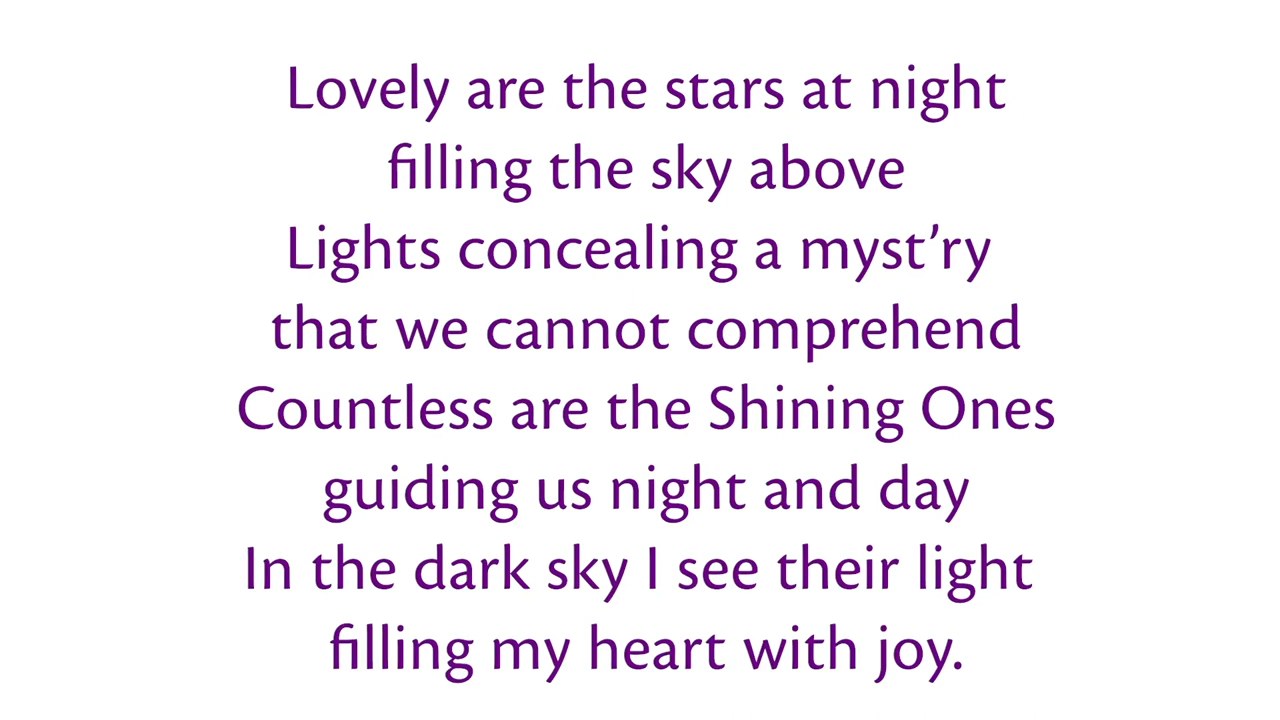 Lovely are the stars at night
filling the sky above
Lights concealing a myst’ry
that we cannot comprehend
Countless are the Shining Ones
guiding us night and day
In the dark sky I see their light
filling my heart with joy.